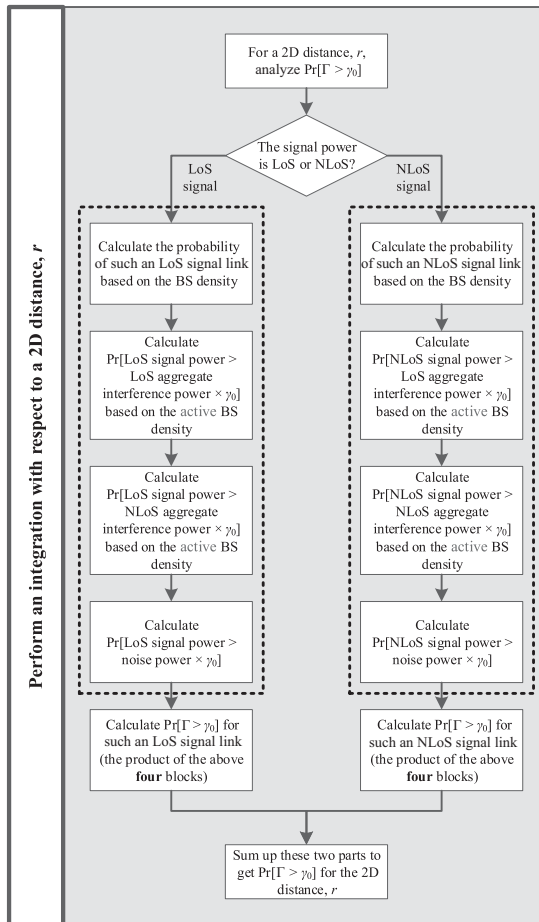 Perform an integration with respect to a 2D distance, r
For a 2D distance, r,
analyze Pr[Γ > γ₀]
The signal power
is LoS or NLoS?
LoS
signal
NLoS
signal
Calculate the probability
of such an LoS signal link
based on the BS density
Calculate
Pr[LoS signal power >
LoS aggregate
interference power × γ₀]
based on the active BS
density
Calculate
Pr[LoS signal power >
NLoS aggregate
interference power × γ₀]
based on the active BS
density
Calculate
Pr[LoS signal power >
noise power × γ₀]
Calculate Pr[Γ > γ₀] for
such an LoS signal link
(the product of the above
four blocks)
Calculate the probability
of such an NLoS signal link
based on the BS density
Calculate
Pr[NLoS signal power >
LoS aggregate
interference power × γ₀]
based on the active BS
density
Calculate
Pr[NLoS signal power >
NLoS aggregate
interference power × γ₀]
based on the active BS
density
Calculate
Pr[NLoS signal power >
noise power × γ₀]
Calculate Pr[Γ > γ₀] for
such an NLoS signal link
(the product of the above
four blocks)
Sum up these two parts to
get Pr[Γ > γ₀] for the 2D
distance, r